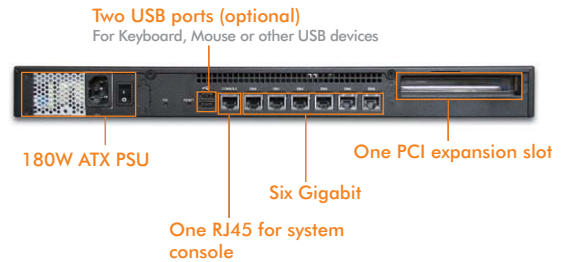 Two USB ports (optional)
For Keyboard, Mouse or other USB devices
CONSOLE
180W ATX PSU
One PCI expansion slot
Six Gigabit
One RJ45 for system
console